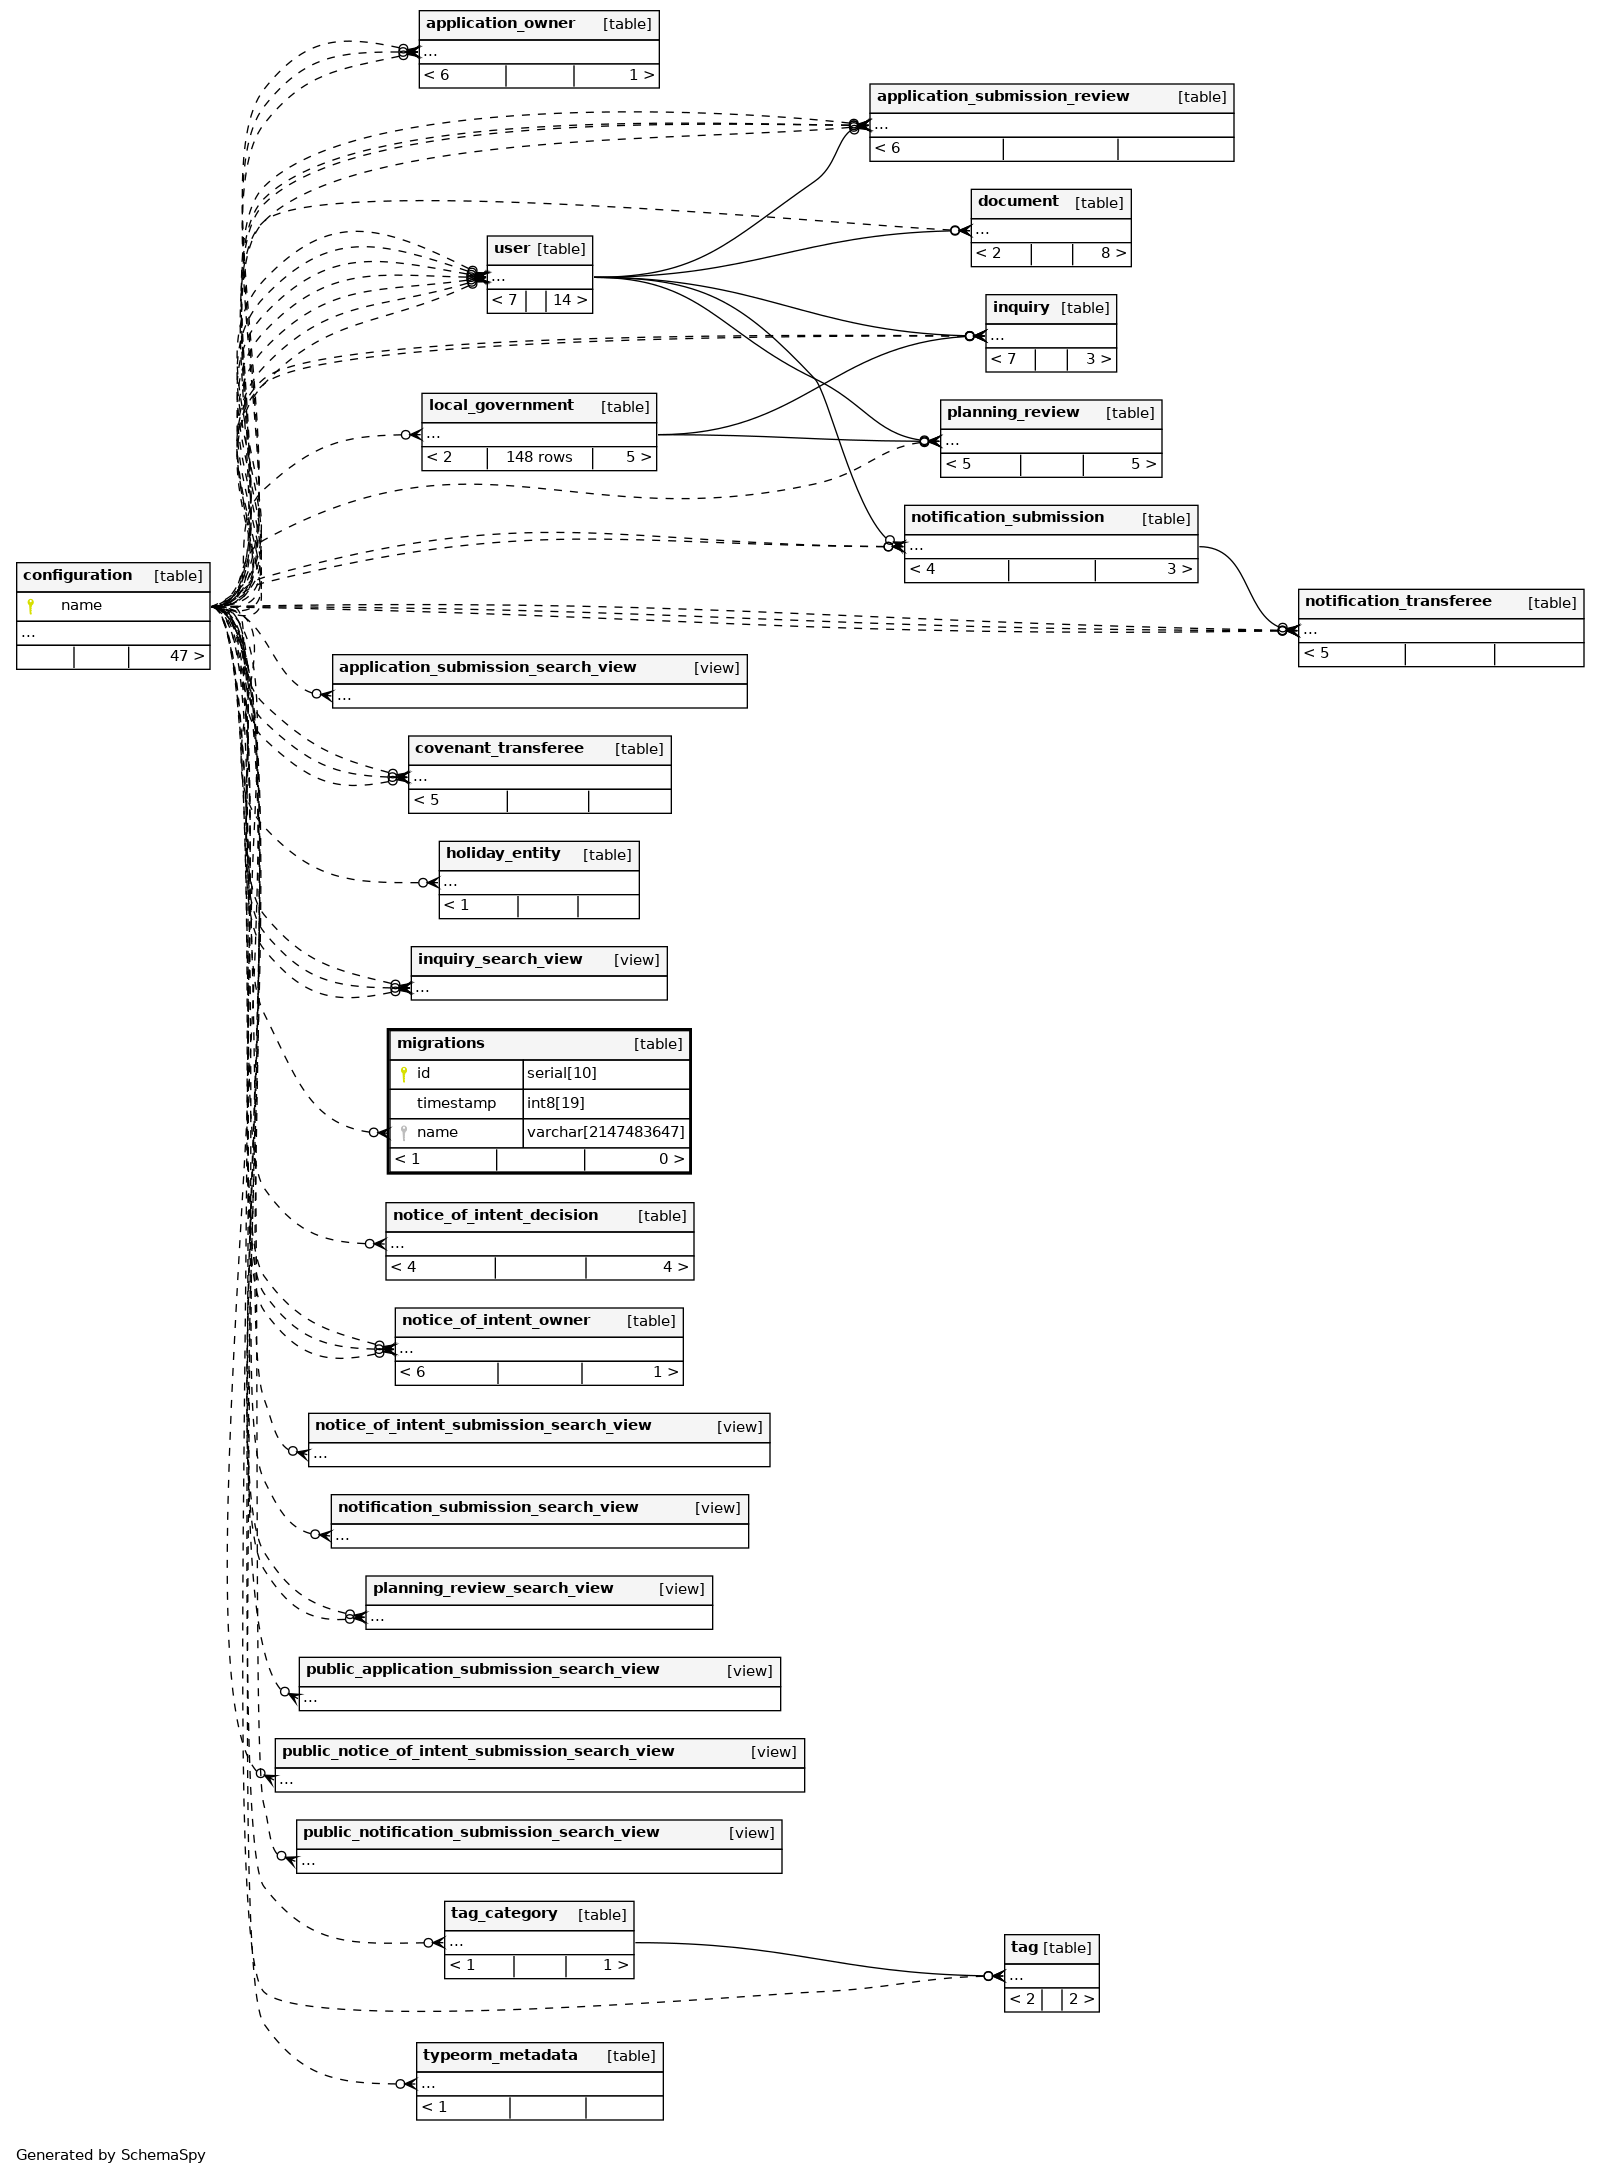 application_owner [table]
...
< 6 1 >
application_submission_review [table]
...
< 6
document [table]
...
< 2 8 >
user [table]
...
< 7 14 >
inquiry [table]
...
< 7 3 >
local_government [table]
...
< 2 148 rows 5 >
planning_review [table]
...
< 5 5 >
notification_submission [table]
...
< 4 3 >
configuration [table]
name
...
47 >
notification_transferee [table]
...
< 5
application_submission_search_view [view]
...
covenant_transferee [table]
...
< 5
holiday_entity [table]
...
< 1
inquiry_search_view [view]
...
migrations [table]
id serial[10]
timestamp int8[19]
name varchar[2147483647]
< 1 0 >
notice_of_intent_decision [table]
...
< 4 4 >
notice_of_intent_owner [table]
...
< 6 1 >
notice_of_intent_submission_search_view [view]
...
notification_submission_search_view [view]
...
planning_review_search_view [view]
...
public_application_submission_search_view [view]
...
public_notice_of_intent_submission_search_view [view]
...
public_notification_submission_search_view [view]
...
tag_category [table]
...
< 1 1 >
tag [table]
...
< 2 2 >
typeorm_metadata [table]
...
< 1
Generated by SchemaSpy